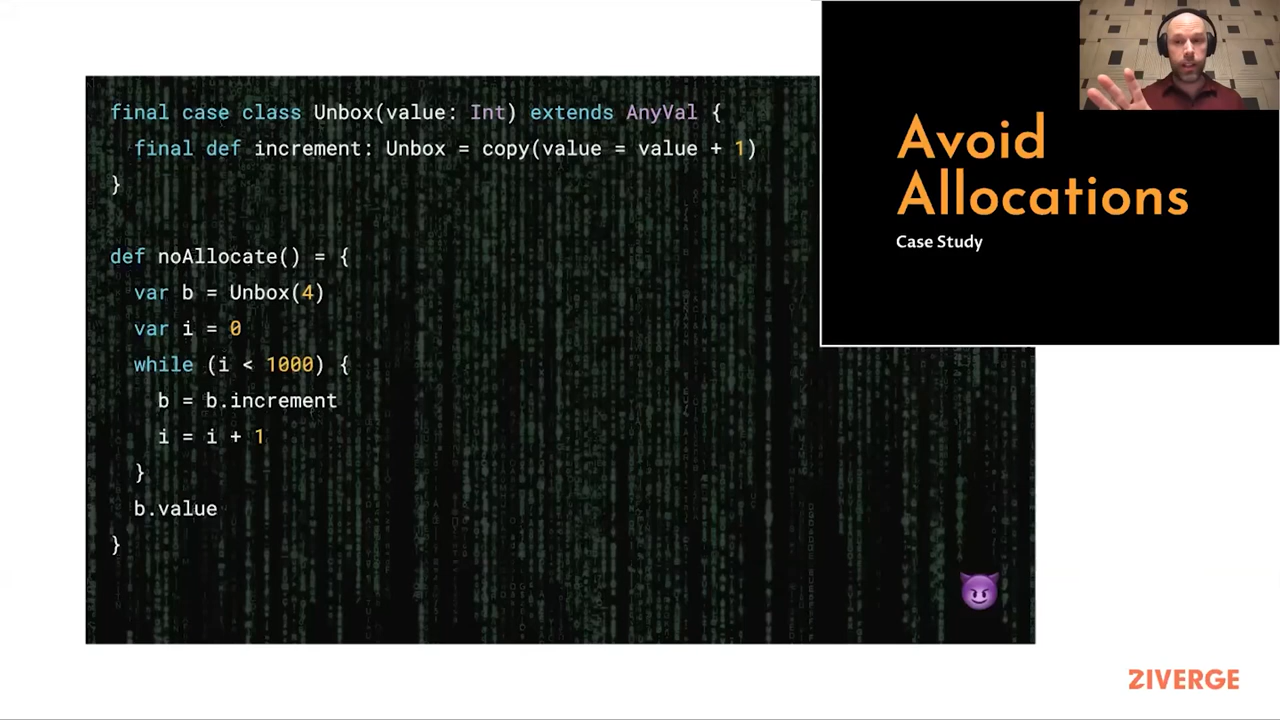 final case class Unbox(value: Int) extends AnyVal {
  final def increment: Unbox = copy(value = value + 1)
}

def noAllocate() = {
  var b = Unbox(4)
  var i = 0
  while (i < 1000) {
    b = b.increment
    i = i + 1
  }
  b.value
}
Avoid
Allocations
Case Study
ZIVERGE